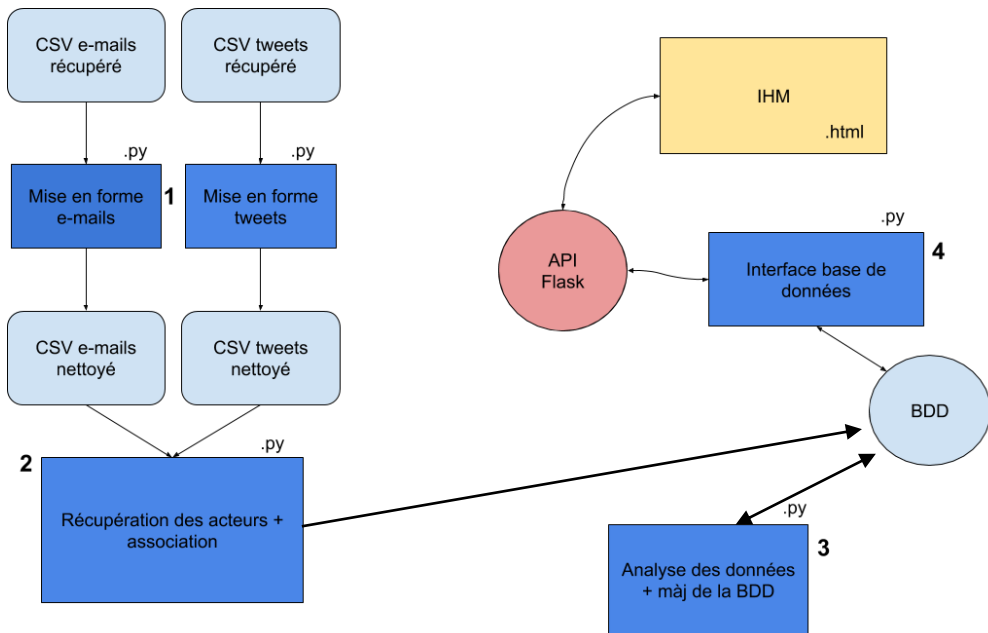 CSV e-mails
récupéré
CSV tweets
récupéré
.py
.py
Mise en forme
e-mails
1
Mise en forme
tweets
CSV e-mails
nettoyé
CSV tweets
nettoyé
.py
2
Récupération des acteurs +
association
IHM
.html
API
Flask
.py
4
Interface base de
données
BDD
.py
3
Analyse des données
+ màj de la BDD